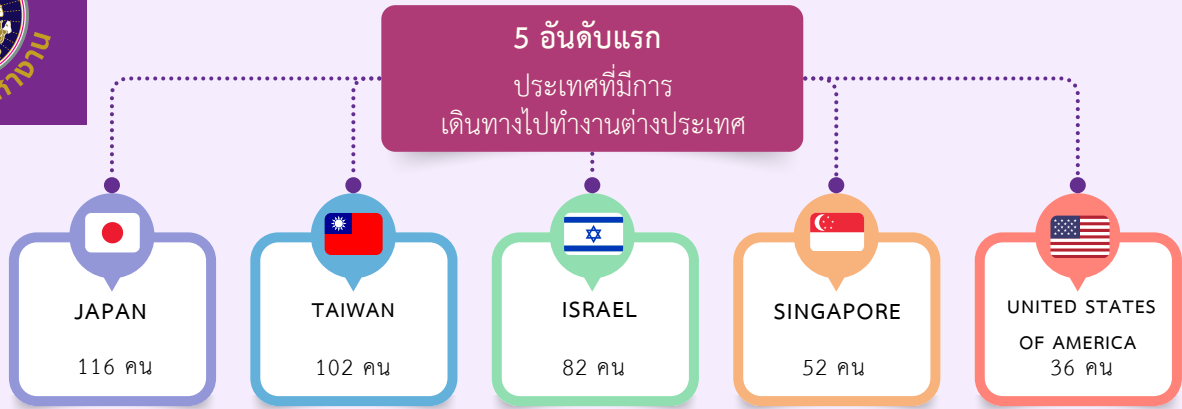 5 อันดับแรก
ประเทศที่มีการ
เดินทางไปทำงานต่างประเทศ
JAPAN
116 คน
TAIWAN
102 คน
ISRAEL
82 คน
SINGAPORE
52 คน
UNITED STATES
OF AMERICA
36 คน